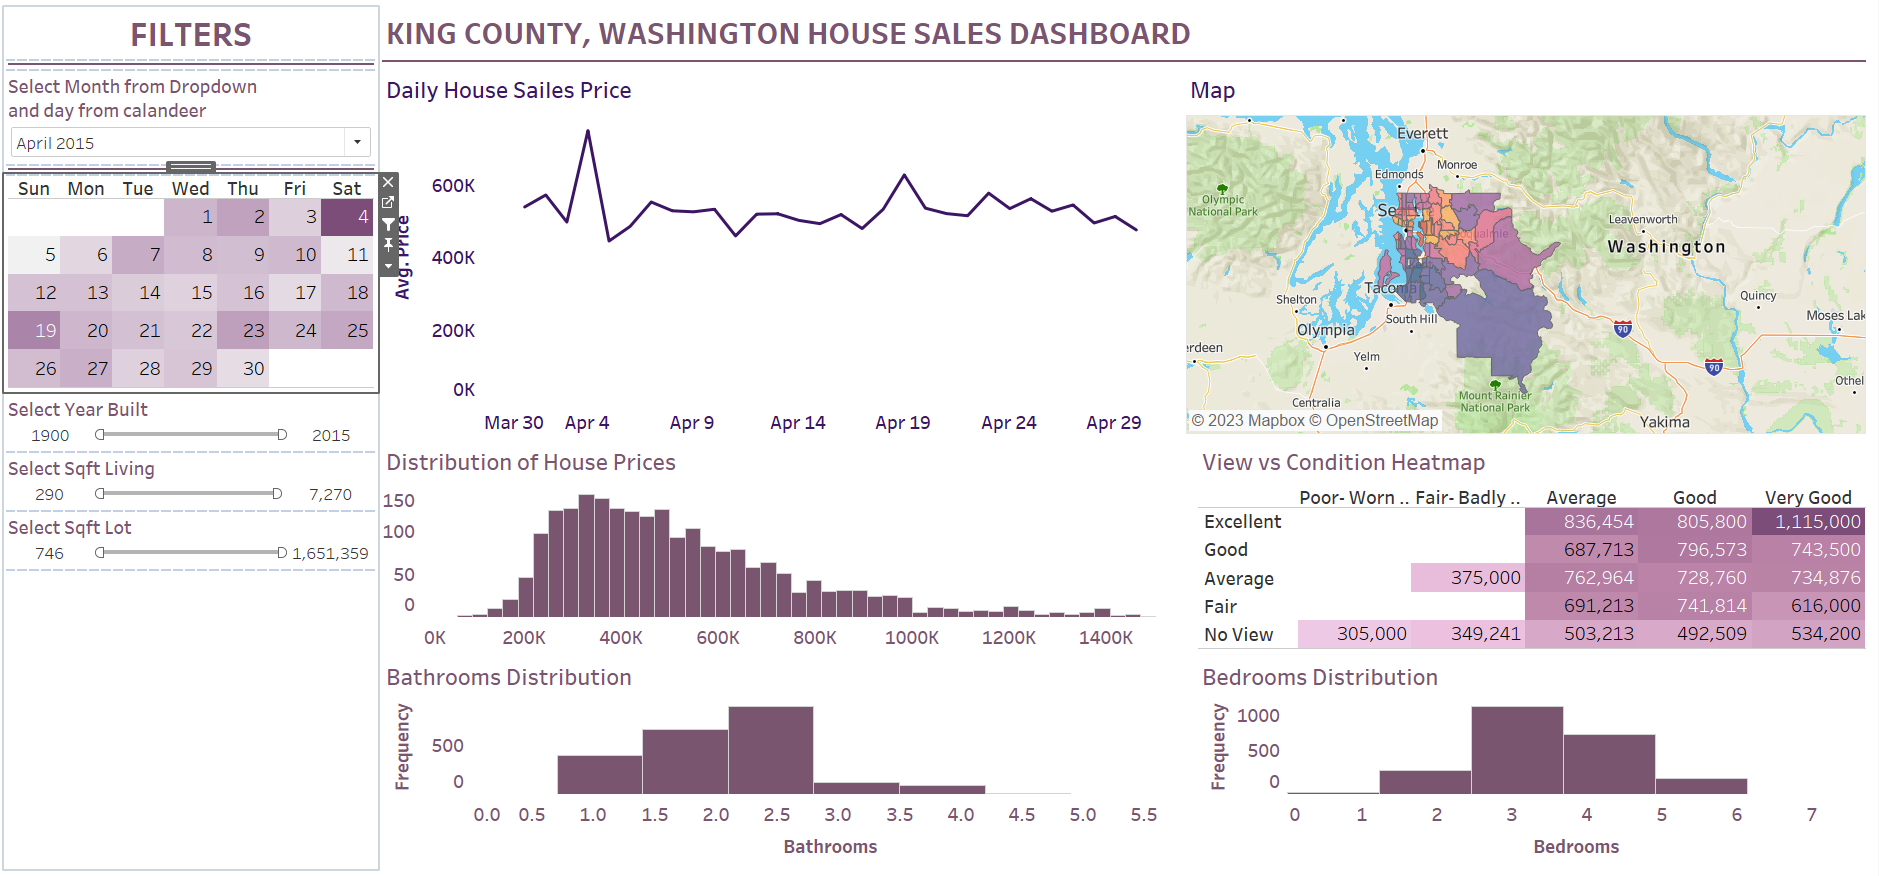 FILTERS
KING COUNTY, WASHINGTON HOUSE SALES DASHBOARD
Select Month from Dropdown
and day from calandeer
April 2015
Sun Mon Tue Wed Thu Fri Sat
1 2 3 4
5 6 7 8 9 10 11
12 13 14 15 16 17 18
19 20 21 22 23 24 25
26 27 28 29 30
Select Year Built
1900 2015
Select Sqft Living
290 7,270
Select Sqft Lot
746 1,651,359
Daily House Sailes Price
Avg. Price
600K
400K
200K
0K
Mar 30 Apr 4 Apr 9 Apr 14 Apr 19 Apr 24 Apr 29
Map
Everett
Monroe
Edmonds
Olympic
National Park
Se
Leavenworth
Washington
Tacoma
Shelton
Quincy
South Hill
Moses Lak
Olympia
90
erdeen
Yelm
90
Othel
Mount Rainier
National Park
Centralia
© 2023 Mapbox © OpenStreetMap
Yakima
Distribution of House Prices
150
100
50
0
0K 200K 400K 600K 800K 1000K 1200K 1400K
View vs Condition Heatmap
Poor- Worn .. Fair- Badly .. Average Good Very Good
Excellent 836,454 805,800 1,115,000
Good 687,713 796,573 743,500
Average 375,000 762,964 728,760 734,876
Fair 691,213 741,814 616,000
No View 305,000 349,241 503,213 492,509 534,200
Bathrooms Distribution
Frequency
500
0
0.0 0.5 1.0 1.5 2.0 2.5 3.0 3.5 4.0 4.5 5.0 5.5
Bathrooms
Bedrooms Distribution
Frequency
1000
500
0
0 1 2 3 4 5 6 7
Bedrooms